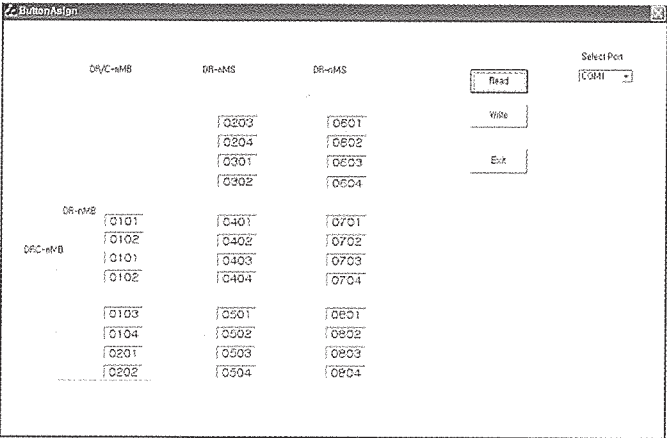 ButtonAsign
Select Port
DR/C-nMB DR-nMS DR-nMS
COM1
Read
Write
0203 0601
0204 0602
0301 0603
Exit
0302 0604
DR-nMB
0101 0401 0701
0102 0402 0702
DRC-nMB
0101 0403 0703
0102 0404 0704
0103 0501 0801
0104 0502 0802
0201 0503 0803
0202 0504 0804